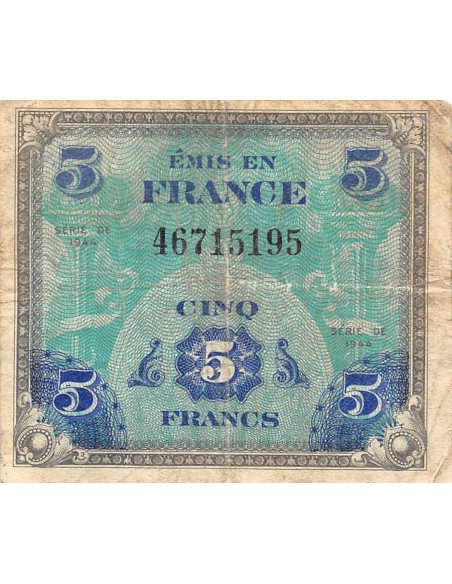 5 ÉMIS EN 5
FRANCE
SÉRIE DE
1944
46715195
CINQ
SÉRIE DE
1944
5 5 5
FRANCS